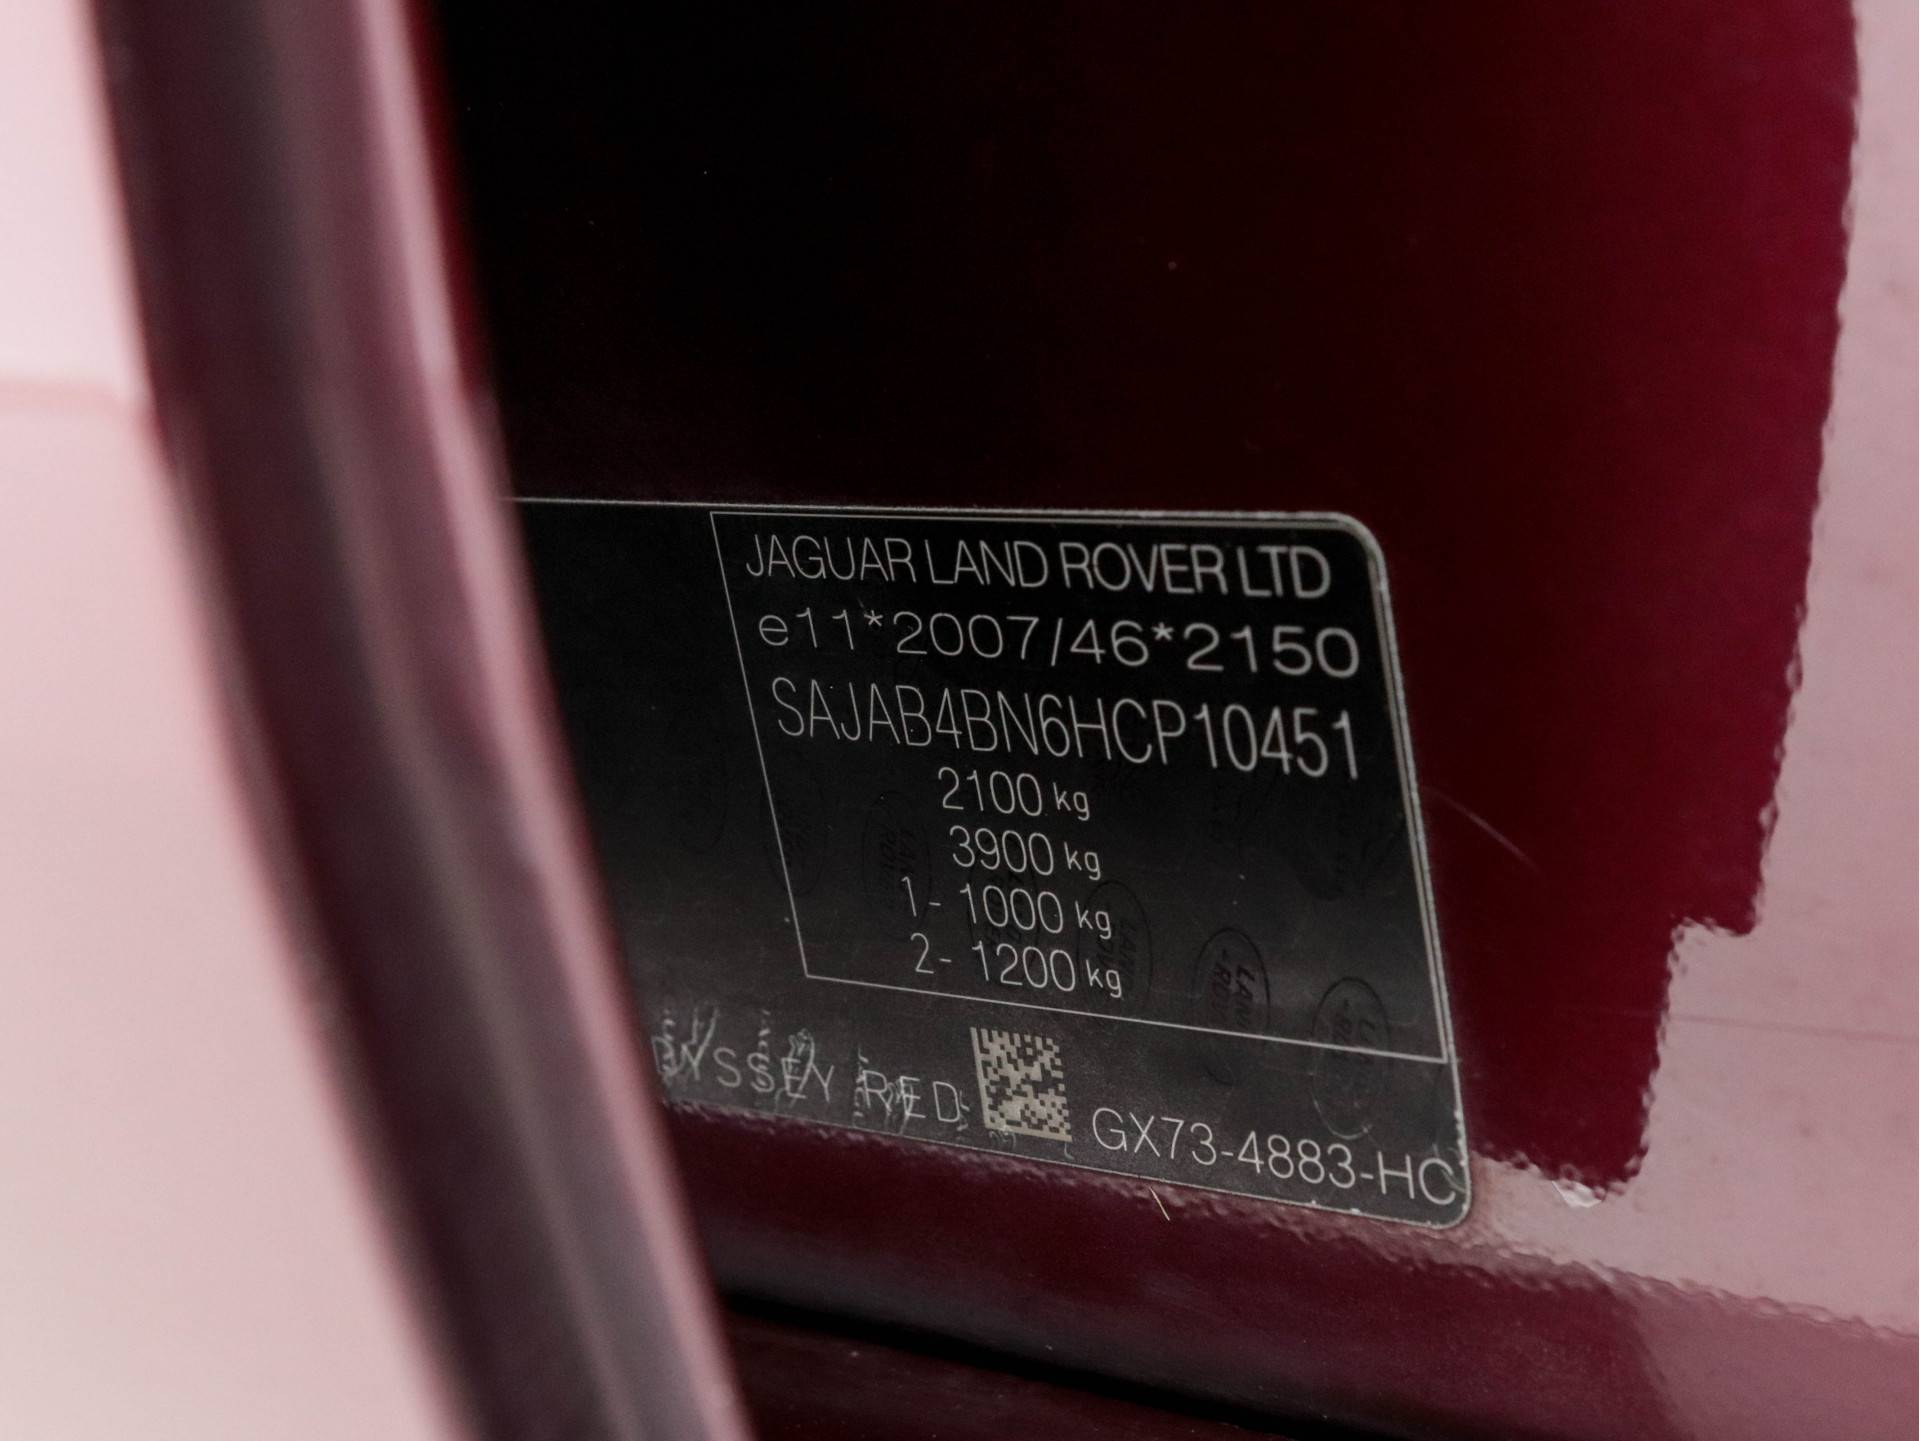 JAGUAR LAND ROVER LTD
e11*2007/46*2150
SAJAB4BN6HCP10451
2100 kg
3900 kg
1- 1000 kg
2- 1200 kg
RED
GX73-4883-HC